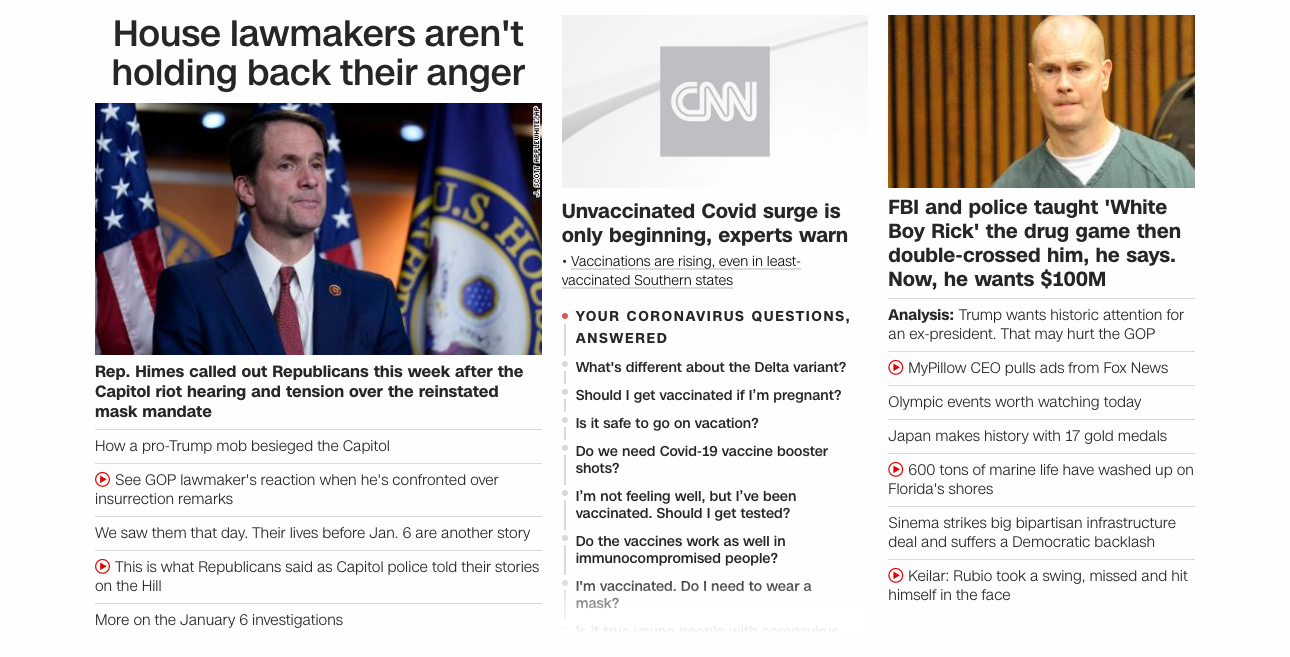 House lawmakers aren't
holding back their anger
J. SCOTT APPLEWHITE/AP
U.S. HOU
Rep. Himes called out Republicans this week after the
Capitol riot hearing and tension over the reinstated
mask mandate
How a pro-Trump mob besieged the Capitol
See GOP lawmaker's reaction when he's confronted over
insurrection remarks
We saw them that day. Their lives before Jan. 6 are another story
This is what Republicans said as Capitol police told their stories
on the Hill
More on the January 6 investigations
CNN
Unvaccinated Covid surge is
only beginning, experts warn
• Vaccinations are rising, even in least-
vaccinated Southern states
YOUR CORONAVIRUS QUESTIONS,
ANSWERED
What's different about the Delta variant?
Should I get vaccinated if I’m pregnant?
Is it safe to go on vacation?
Do we need Covid-19 vaccine booster
shots?
I’m not feeling well, but I’ve been
vaccinated. Should I get tested?
Do the vaccines work as well in
immunocompromised people?
I'm vaccinated. Do I need to wear a
mask?
Is it true young people with coronavirus
FBI and police taught 'White
Boy Rick' the drug game then
double-crossed him, he says.
Now, he wants $100M
Analysis: Trump wants historic attention for
an ex-president. That may hurt the GOP
MyPillow CEO pulls ads from Fox News
Olympic events worth watching today
Japan makes history with 17 gold medals
600 tons of marine life have washed up on
Florida's shores
Sinema strikes big bipartisan infrastructure
deal and suffers a Democratic backlash
Keilar: Rubio took a swing, missed and hit
himself in the face